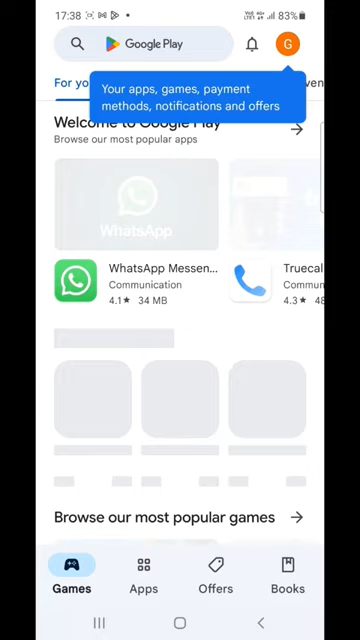 17:38
83%
Google Play
G
For yo
Your apps, games, payment
methods, notifications and offers
Welcome to Google Play
Browse our most popular apps
WhatsApp
WhatsApp Messen...
Communication
4.1★ 34 MB
Truecal
Commun
4.3★ 48
Browse our most popular games
Games
Apps
Offers
Books